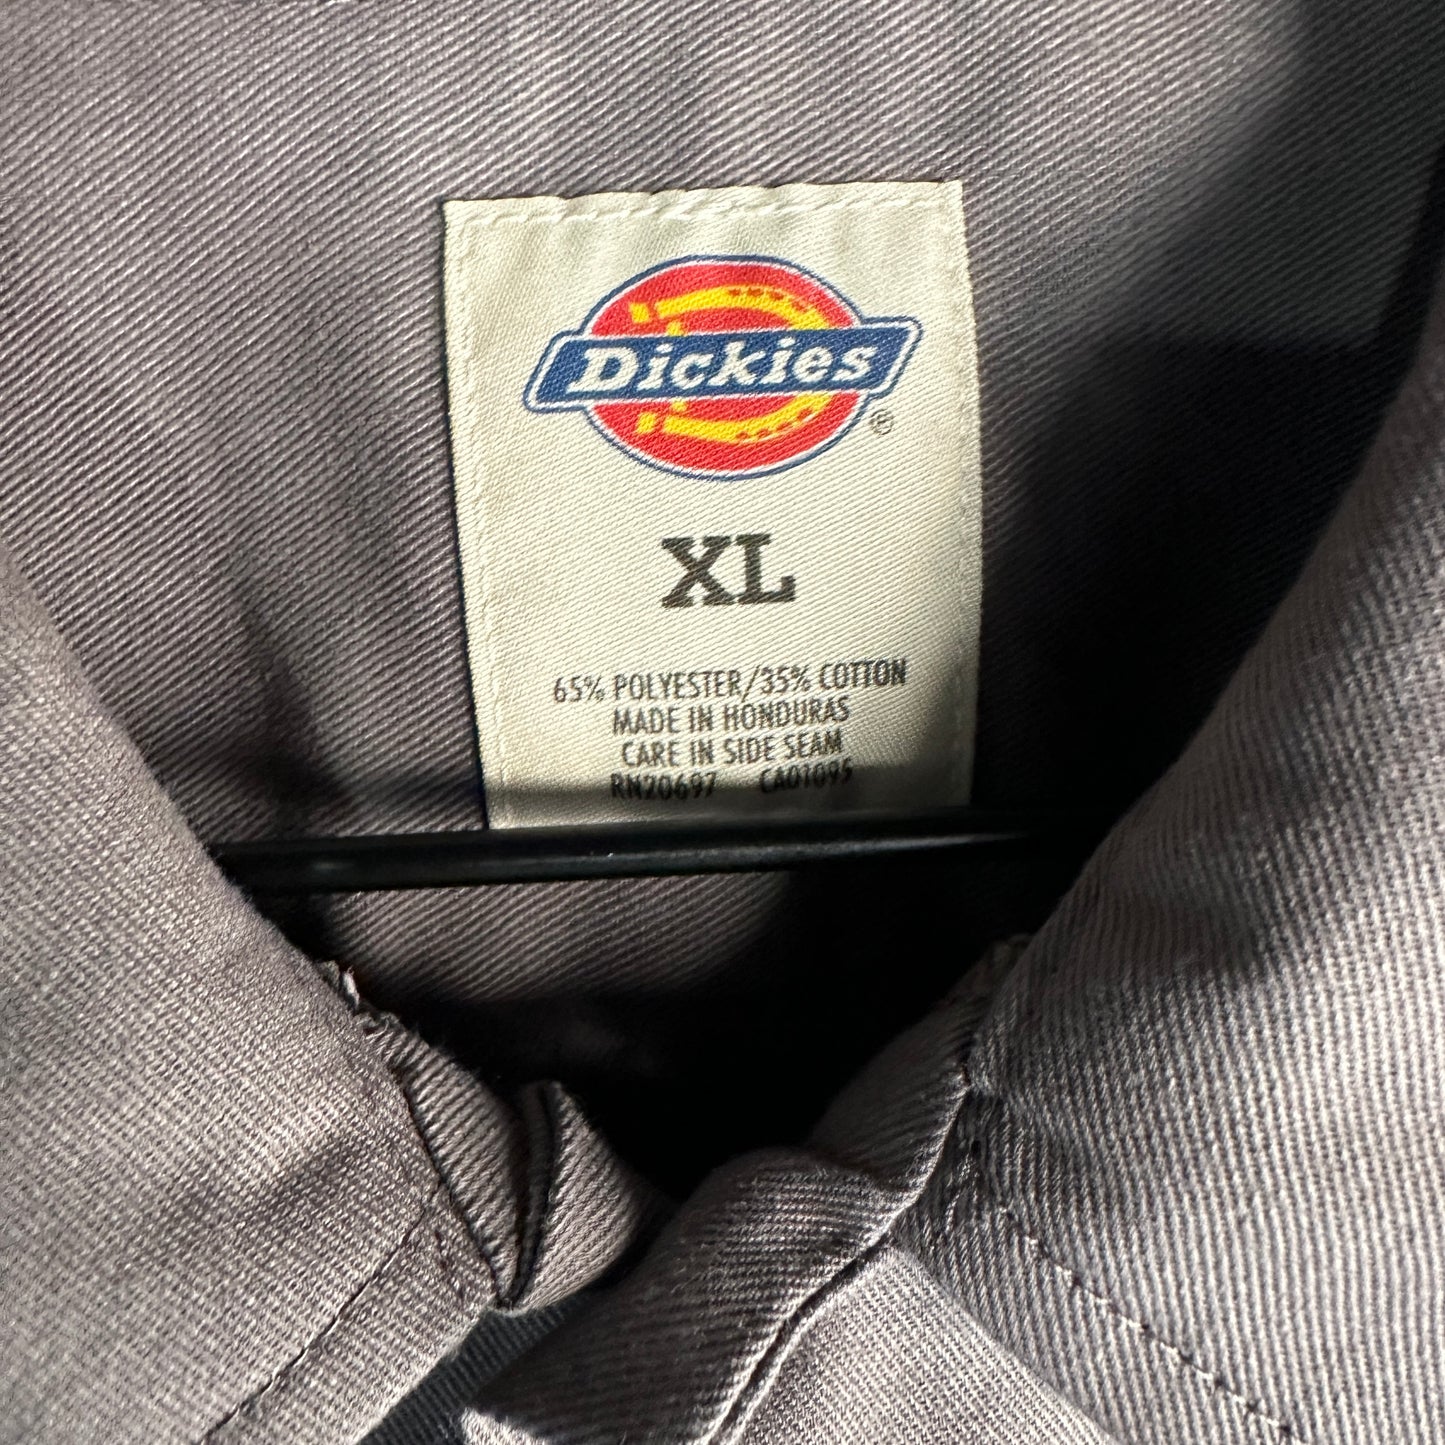 Dickies
®
XL
65% POLYESTER/35% COTTON
MADE IN HONDURAS
CARE IN SIDE SEAM
RN20697 CA01095